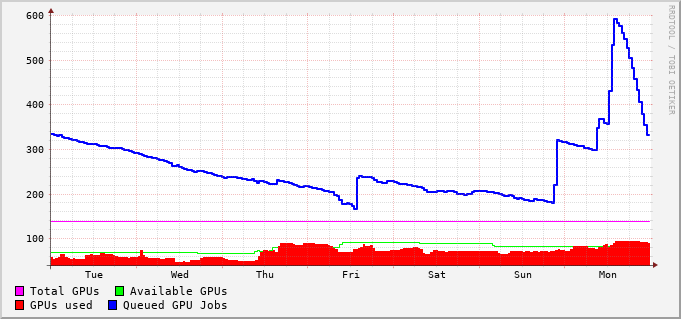 RRDTOOL / TOBI OETIKER
600
500
400
300
200
100
Tue Wed Thu Fri Sat Sun Mon
Total GPUs Available GPUs
GPUs used Queued GPU Jobs